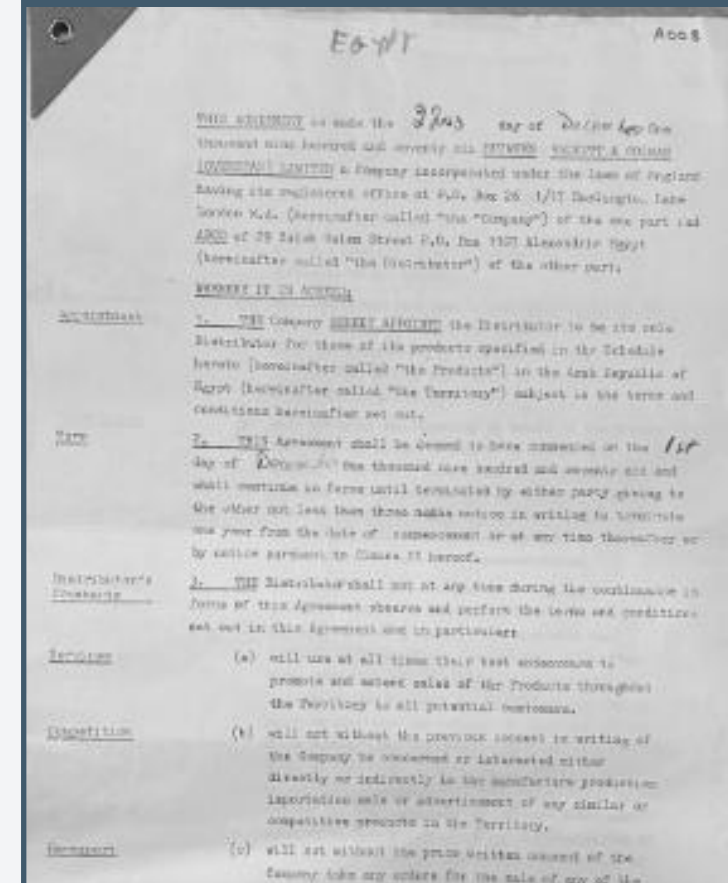 EGYPT
A008
THIS AGREEMENT is made the day of One
thousand nine hundred and seventy six BETWEEN RECKITT & COLMAN
(OVERSEAS) LIMITED a Company incorporated under the laws of England
having its registered office at P.O. Box 26 1/17 Lane
London W.4. (hereinafter called "the Company") of the one part and
of 29 Salah Salem Street P.O. Box Alexandria Egypt
(hereinafter called "the Distributor") of the other part.
WHEREBY IT IS AGREED:
Appointment
1. THE Company HEREBY APPOINTS the Distributor to be its sole
Distributor for those of its products specified in the Schedule
hereto (hereinafter called "the Products") in the Arab Republic of
Egypt (hereinafter called "the Territory") subject to the terms and
conditions hereinafter set out.
Term
2. THIS Agreement shall be deemed to have commenced on the 1st
day of One thousand nine hundred and seventy six and
shall continue in force until terminated by either party giving to
the other not less than three months notice in writing to terminate
one year from the date of commencement or at any time thereafter or
by notice pursuant to Clause 11 hereof.
Distributor's
Covenants
3. THE Distributor shall not at any time during the continuance in
force of this Agreement observe and perform the terms and condition
set out in this Agreement and in particular:
Services
(a) will use at all times their best endeavours to
promote and extend sales of the Products throughout
the Territory to all potential customers.
Competition
(b) will not without the previous consent in writing of
the Company be concerned or interested either
directly or indirectly in the manufacture production
importation sale or advertisement of any similar or
competitive products in the Territory.
(c) will not without the prior written consent of the
Company take any orders for the sale of any of the